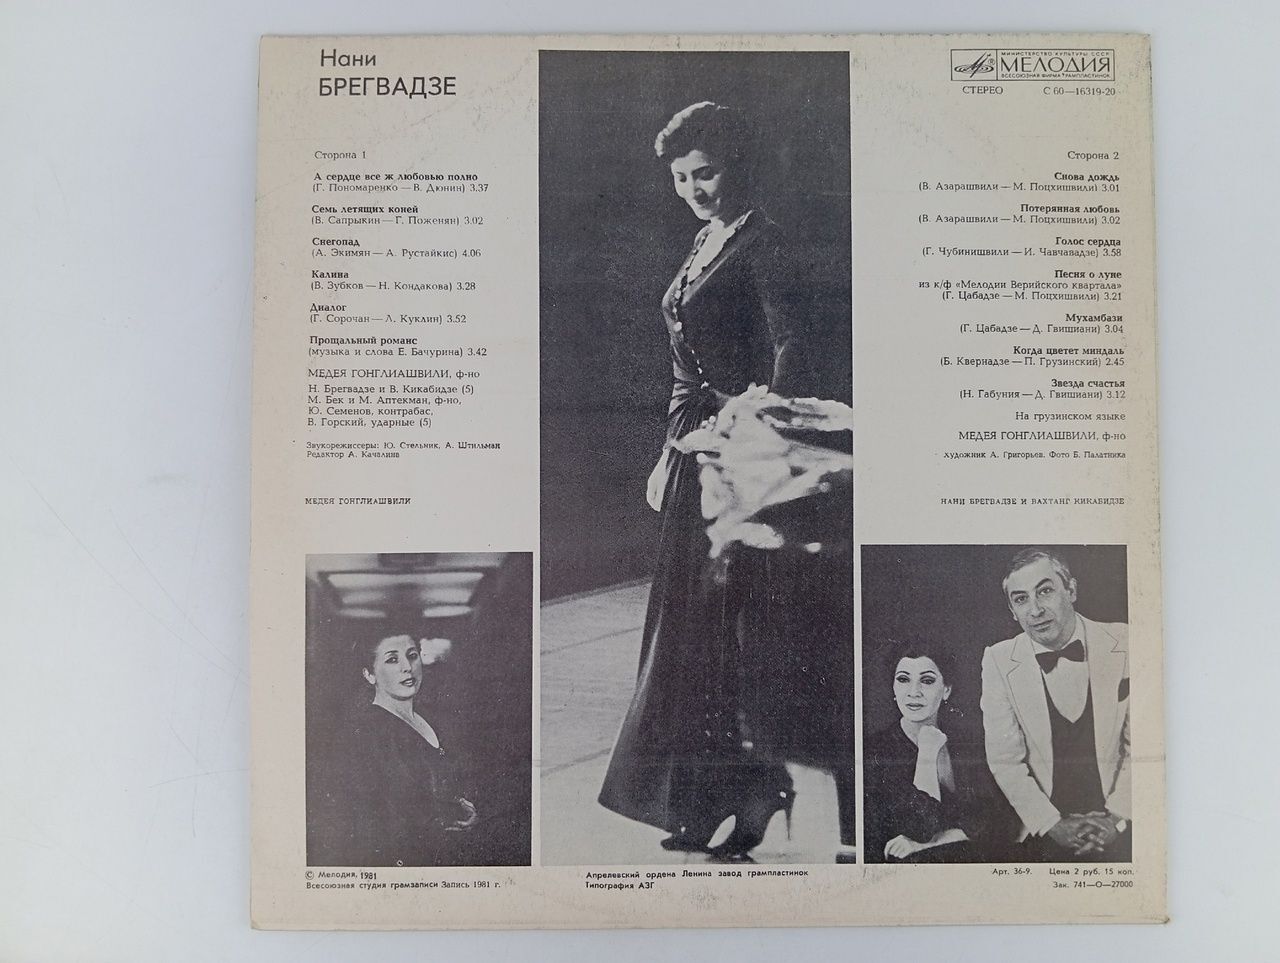 Нани
БРЕГВАДЗЕ
МИНИСТЕРСТВО КУЛЬТУРЫ СССР
МЕЛОДИЯ
ВСЕСОЮЗНАЯ ФИРМА ГРАМПЛАСТИНОК
СТЕРЕО С 60—16319-20
Сторона 1
А сердце все ж любовью полно
(Г. Пономаренко — В. Дюнин) 3.37
Семь летящих коней
(В. Сапрыкин — Г. Поженян) 3.02
Снегопад
(А. Экимян — А. Рустайкис) 4.06
Калина
(В. Зубков — Н. Кондакова) 3.28
Диалог
(Г. Сорочан — Л. Куклин) 3.52
Прощальный романс
(музыка и слова Е. Бачурина) 3.42
МЕДЕЯ ГОНГЛИАШВИЛИ, ф-но
Н. Брегвадзе и В. Кикабидзе (5)
М. Бек и М. Аптекман, ф-но,
Ю. Семенов, контрабас,
В. Горский, ударные (5)
Звукорежиссеры: Ю. Стельник, А. Штильман
Редактор А. Качалина
МЕДЕЯ ГОНГЛИАШВИЛИ
Сторона 2
Снова дождь
(В. Азарашвили — М. Поцхишвили) 3.01
Потерянная любовь
(В. Азарашвили — М. Поцхишвили) 3.02
Голос сердца
(Г. Чубинишвили — И. Чавчавадзе) 3.58
Песня о луне
из к/ф «Мелодии Верийского квартала»
(Г. Цабадзе — М. Поцхишвили) 3.21
Мухамбази
(Г. Цабадзе — Д. Гвишиани) 3.04
Когда цветет миндаль
(Б. Квернадзе — П. Грузинский) 2.45
Звезда счастья
(Н. Габуния — Д. Гвишиани) 3.12
На грузинском языке
МЕДЕЯ ГОНГЛИАШВИЛИ, ф-но
Художник А. Григорьев. Фото Б. Палатника
НАНИ БРЕГВАДЗЕ И ВАХТАНГ КИКАБИДЗЕ
© Мелодия, 1981
Всесоюзная студия грамзаписи Запись 1981 г.
Апрелевский ордена Ленина завод грампластинок
Типография АЗГ
Арт. 36-9. Цена 2 руб. 15 коп.
Зак. 741—О—27000